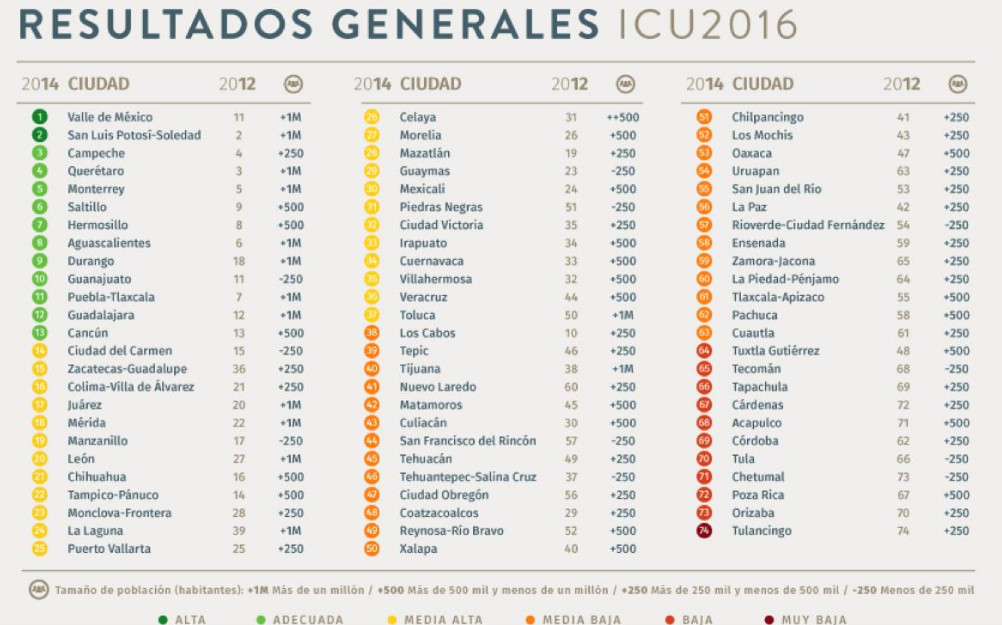 RESULTADOS GENERALES ICU2016
2014 CIUDAD 2012
1 Valle de México 11 +1M
2 San Luis Potosí-Soledad 2 +1M
3 Campeche 4 +250
4 Querétaro 3 +1M
5 Monterrey 5 +1M
6 Saltillo 9 +500
7 Hermosillo 8 +500
8 Aguascalientes 6 +1M
9 Durango 18 +1M
10 Guanajuato 11 -250
11 Puebla-Tlaxcala 7 +1M
12 Guadalajara 12 +1M
13 Cancún 13 +500
14 Ciudad del Carmen 15 -250
15 Zacatecas-Guadalupe 36 +250
16 Colima-Villa de Álvarez 21 +250
17 Juárez 20 +1M
18 Mérida 22 +1M
19 Manzanillo 17 -250
20 León 27 +1M
21 Chihuahua 16 +500
22 Tampico-Pánuco 14 +500
23 Monclova-Frontera 28 +250
24 La Laguna 39 +1M
25 Puerto Vallarta 25 +250
2014 CIUDAD 2012
26 Celaya 31 ++500
27 Morelia 26 +500
28 Mazatlán 19 +250
29 Guaymas 23 -250
30 Mexicali 24 +500
31 Piedras Negras 51 -250
32 Ciudad Victoria 35 +250
33 Irapuato 34 +500
34 Cuernavaca 33 +500
35 Villahermosa 32 +500
36 Veracruz 44 +500
37 Toluca 50 +1M
38 Los Cabos 10 +250
39 Tepic 46 +250
40 Tijuana 38 +1M
41 Nuevo Laredo 60 +250
42 Matamoros 45 +500
43 Culiacán 30 +500
44 San Francisco del Rincón 57 -250
45 Tehuacán 49 +250
46 Tehuantepec-Salina Cruz 37 -250
47 Ciudad Obregón 56 +250
48 Coatzacoalcos 29 +250
49 Reynosa-Río Bravo 52 +500
50 Xalapa 40 +500
2014 CIUDAD 2012
51 Chilpancingo 41 +250
52 Los Mochis 43 +250
53 Oaxaca 47 +500
54 Uruapan 63 +250
55 San Juan del Río 53 +250
56 La Paz 42 +250
57 Rioverde-Ciudad Fernández 54 -250
58 Ensenada 59 +250
59 Zamora-Jacona 65 +250
60 La Piedad-Pénjamo 64 +250
61 Tlaxcala-Apizaco 55 +500
62 Pachuca 58 +500
63 Cuautla 61 +250
64 Tuxtla Gutiérrez 48 +500
65 Tecomán 68 -250
66 Tapachula 69 +250
67 Cárdenas 72 +250
68 Acapulco 71 +500
69 Córdoba 62 +250
70 Tula 66 -250
71 Chetumal 73 -250
72 Poza Rica 67 +500
73 Orizaba 70 +250
74 Tulancingo 74 +250
Tamaño de población (habitantes): +1M Más de un millón / +500 Más de 500 mil y menos de un millón / +250 Más de 250 mil y menos de 500 mil / -250 Menos de 250 mil
ALTA ADECUADA MEDIA ALTA MEDIA BAJA BAJA MUY BAJA